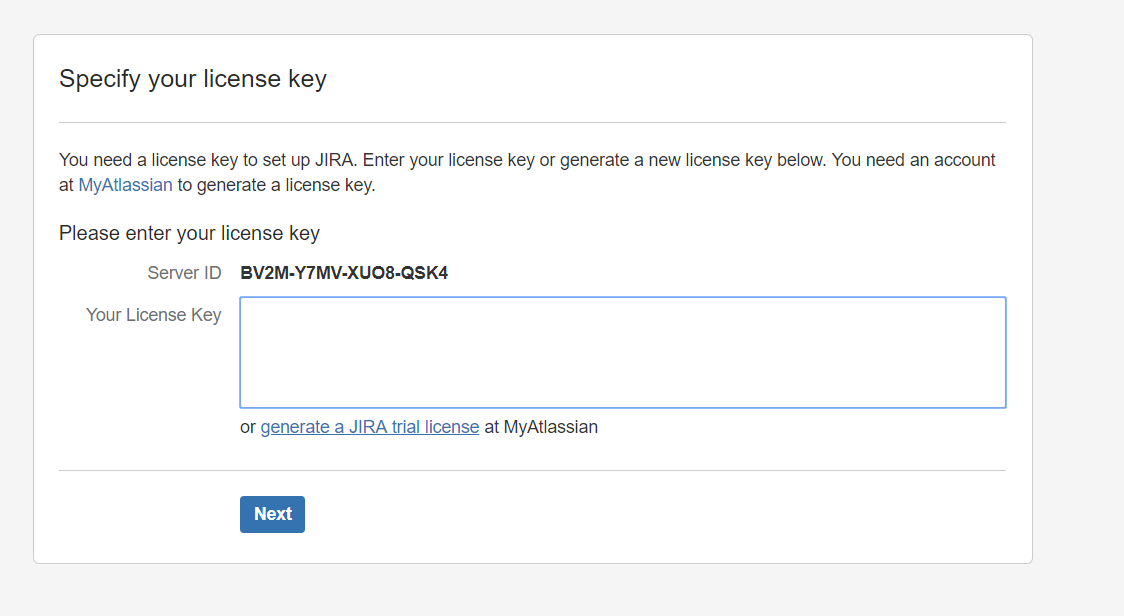 Specify your license key
You need a license key to set up JIRA. Enter your license key or generate a new license key below. You need an account
at MyAtlassian to generate a license key.
Please enter your license key
Server ID BV2M-Y7MV-XUO8-QSK4
Your License Key
or generate a JIRA trial license at MyAtlassian
Next